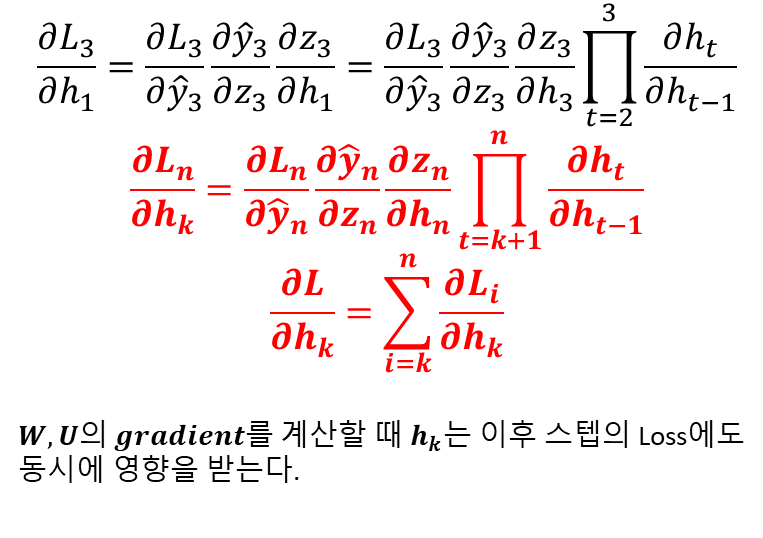 ∂L₃/∂h₁ = ∂L₃/∂ŷ₃ ∂ŷ₃/∂z₃ ∂z₃/∂h₁ = ∂L₃/∂ŷ₃ ∂ŷ₃/∂z₃ ∂z₃/∂h₃ ∏_{t=2}^{3} ∂h_t/∂h_{t−1}
∂L_n/∂h_k = ∂L_n/∂ŷ_n ∂ŷ_n/∂z_n ∂z_n/∂h_n ∏_{t=k+1}^{n} ∂h_t/∂h_{t−1}
∂L/∂h_k = ∑_{i=k}^{n} ∂L_i/∂h_k
W, U의 gradient를 계산할 때 h_k는 이후 스텝의 Loss에도
동시에 영향을 받는다.